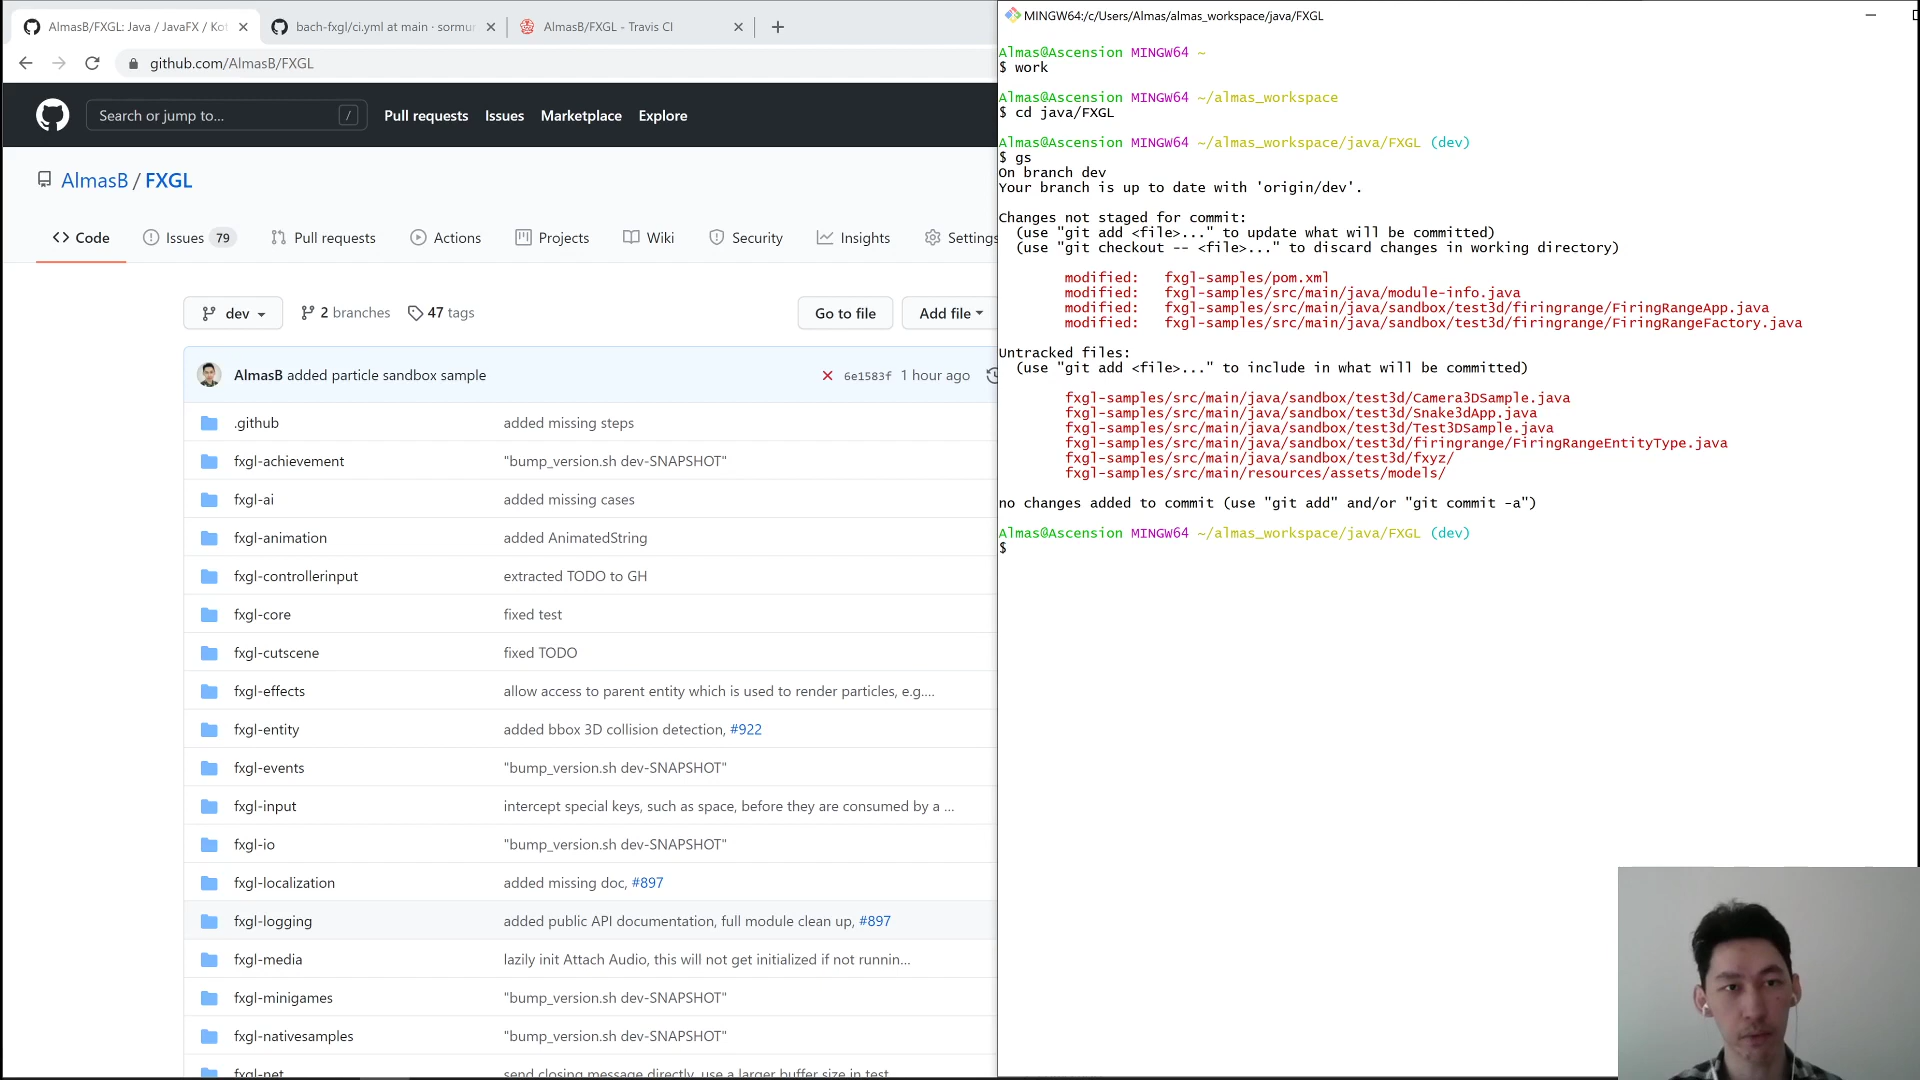 AlmasB/FXGL: Java / JavaFX / Kot
bach-fxgl/ci.yml at main · sormur
AlmasB/FXGL - Travis CI
github.com/AlmasB/FXGL
Search or jump to...
/
Pull requests
Issues
Marketplace
Explore
AlmasB / FXGL
Code
Issues 79
Pull requests
Actions
Projects
Wiki
Security
Insights
Settings
dev
2 branches
47 tags
Go to file
Add file
AlmasB added particle sandbox sample
6e1583f 1 hour ago
.github added missing steps
fxgl-achievement "bump_version.sh dev-SNAPSHOT"
fxgl-ai added missing cases
fxgl-animation added AnimatedString
fxgl-controllerinput extracted TODO to GH
fxgl-core fixed test
fxgl-cutscene fixed TODO
fxgl-effects allow access to parent entity which is used to render particles, e.g....
fxgl-entity added bbox 3D collision detection, #922
fxgl-events "bump_version.sh dev-SNAPSHOT"
fxgl-input intercept special keys, such as space, before they are consumed by a ...
fxgl-io "bump_version.sh dev-SNAPSHOT"
fxgl-localization added missing doc, #897
fxgl-logging added public API documentation, full module clean up, #897
fxgl-media lazily init Attach Audio, this will not get initialized if not runnin...
fxgl-minigames "bump_version.sh dev-SNAPSHOT"
fxgl-nativesamples "bump_version.sh dev-SNAPSHOT"
fxgl-net send closing message directly, use a larger buffer size in test
MINGW64:/c/Users/Almas/almas_workspace/java/FXGL
Almas@Ascension MINGW64 ~
$ work
Almas@Ascension MINGW64 ~/almas_workspace
$ cd java/FXGL
Almas@Ascension MINGW64 ~/almas_workspace/java/FXGL (dev)
$ gs
On branch dev
Your branch is up to date with 'origin/dev'.
Changes not staged for commit:
(use "git add <file>..." to update what will be committed)
(use "git checkout -- <file>..." to discard changes in working directory)
modified: fxgl-samples/pom.xml
modified: fxgl-samples/src/main/java/module-info.java
modified: fxgl-samples/src/main/java/sandbox/test3d/firingrange/FiringRangeApp.java
modified: fxgl-samples/src/main/java/sandbox/test3d/firingrange/FiringRangeFactory.java
Untracked files:
(use "git add <file>..." to include in what will be committed)
fxgl-samples/src/main/java/sandbox/test3d/Camera3DSample.java
fxgl-samples/src/main/java/sandbox/test3d/Snake3dApp.java
fxgl-samples/src/main/java/sandbox/test3d/Test3DSample.java
fxgl-samples/src/main/java/sandbox/test3d/firingrange/FiringRangeEntityType.java
fxgl-samples/src/main/java/sandbox/test3d/fxyz/
fxgl-samples/src/main/resources/assets/models/
no changes added to commit (use "git add" and/or "git commit -a")
Almas@Ascension MINGW64 ~/almas_workspace/java/FXGL (dev)
$